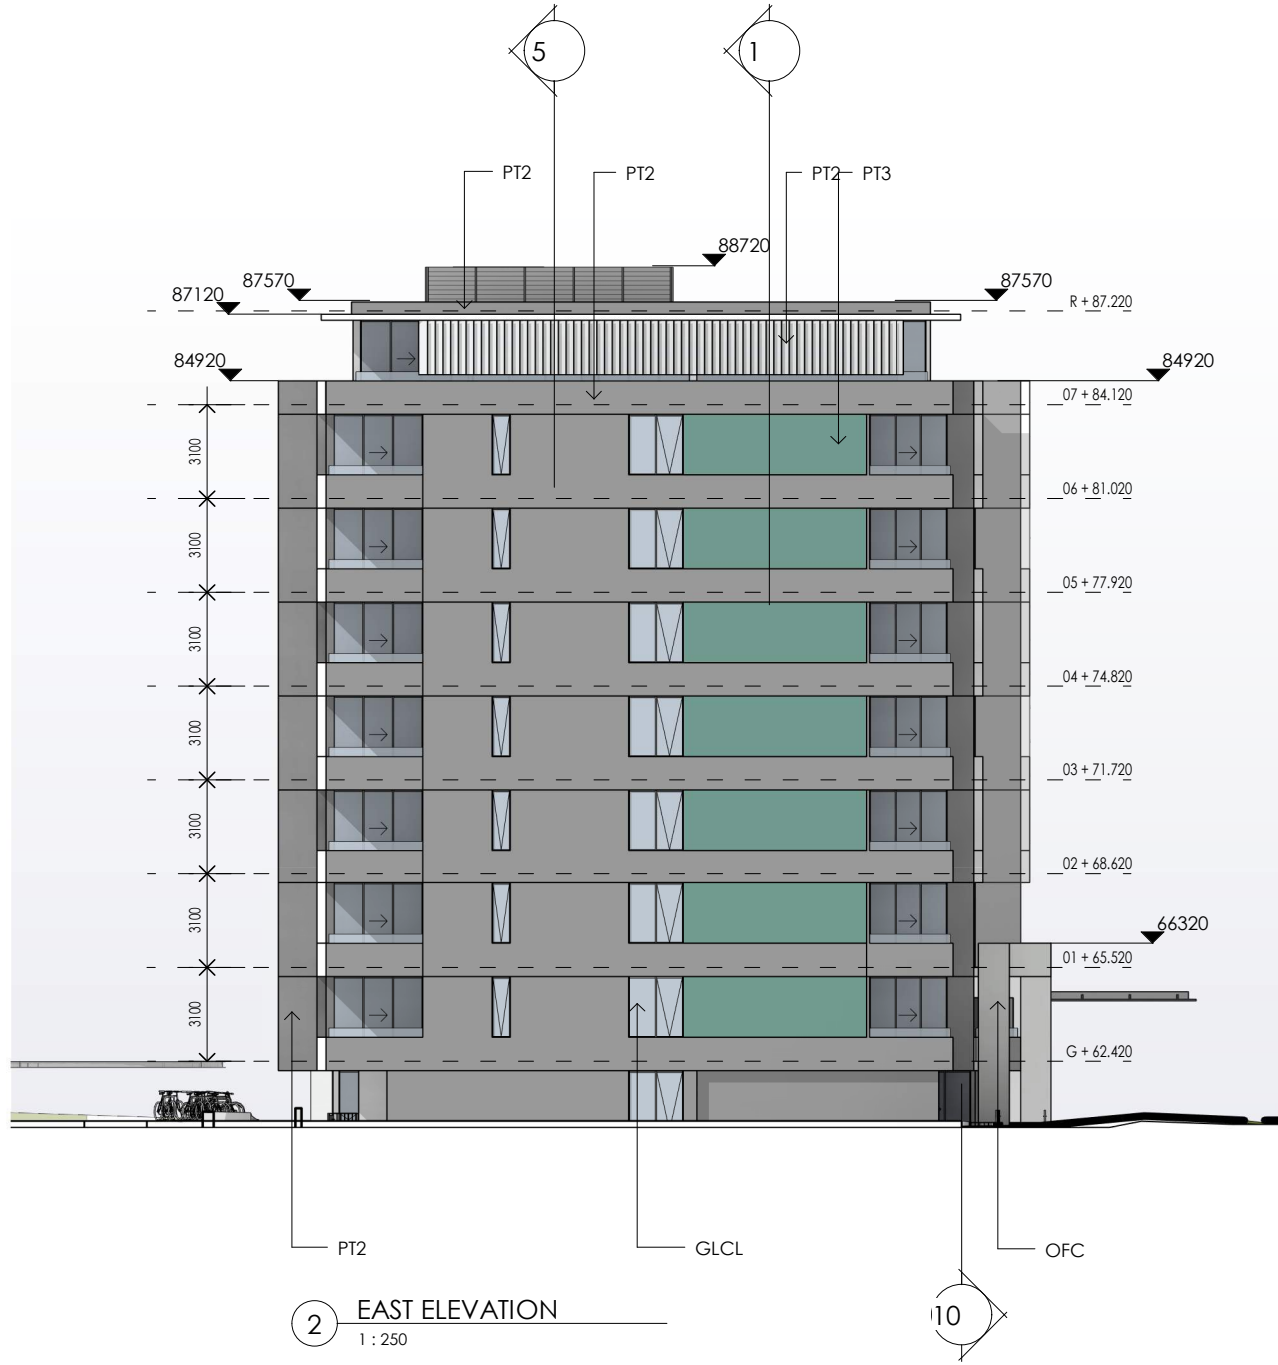 5
1
PT2
PT2
PT2
PT3
88720
87570
87570
87120
R + 87.220
84920
84920
07 + 84.120
3100
06 + 81.020
3100
05 + 77.920
3100
04 + 74.820
3100
03 + 71.720
3100
02 + 68.620
3100
66320
01 + 65.520
3100
G + 62.420
PT2
GLCL
OFC
2
EAST ELEVATION
1 : 250
10